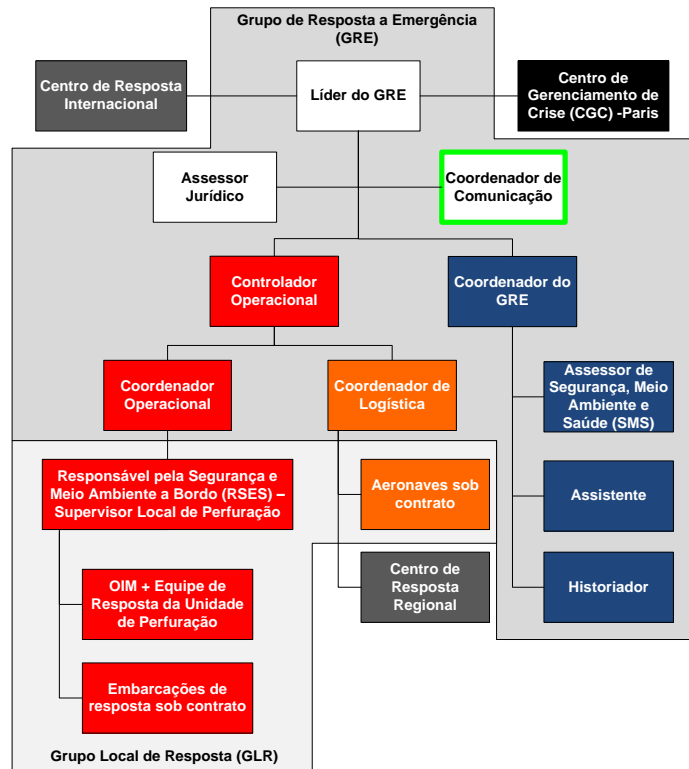 Grupo de Resposta a Emergência
(GRE)
Centro de Resposta
Internacional
Líder do GRE
Centro de
Gerenciamento de
Crise (CGC) -Paris
Assessor
Jurídico
Coordenador de
Comunicação
Controlador
Operacional
Coordenador do
GRE
Coordenador
Operacional
Coordenador de
Logística
Assessor de
Segurança, Meio
Ambiente e
Saúde (SMS)
Responsável pela Segurança e
Meio Ambiente a Bordo (RSES) –
Supervisor Local de Perfuração
Aeronaves sob
contrato
Assistente
OIM + Equipe de
Resposta da Unidade
de Perfuração
Centro de
Resposta
Regional
Historiador
Embarcações de
resposta sob contrato
Grupo Local de Resposta (GLR)